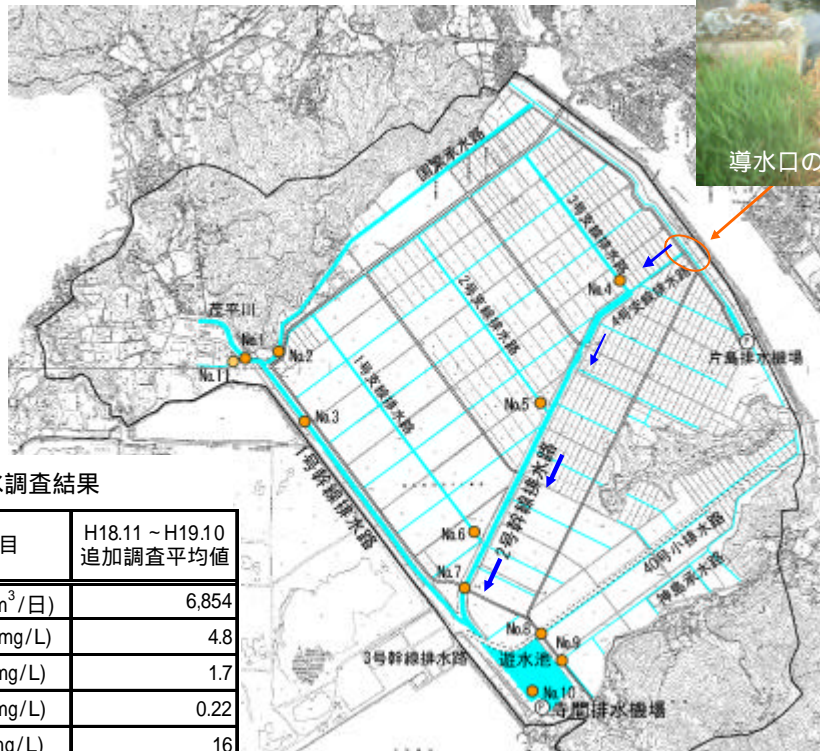 導水口の
国繁承水路
3号支線排水路
2号支線排水路
No.4
4号支線排水路
茂平川
No.1
No.2
No.11
片島排水機場
1号支線排水路
No.3
No.5
1号幹線排水路
2号幹線排水路
No.6
No.7
40号小排水路
神島承水路
No.8
No.9
3号幹線排水路
遊水池
No.10
寺間排水機場
水調査結果
目
H18.11 ~ H19.10
追加調査平均値
m³/日)
6,854
mg/L)
4.8
mg/L)
1.7
mg/L)
0.22
mg/L)
16